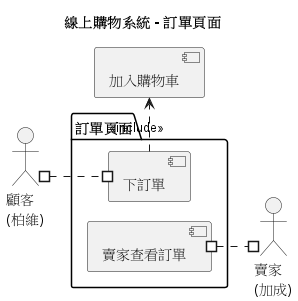 線上購物系統 - 訂單頁面
加入購物車
訂單頁面
«include»
下訂單
顧客
(柏維)
賣家查看訂單
賣家
(加成)